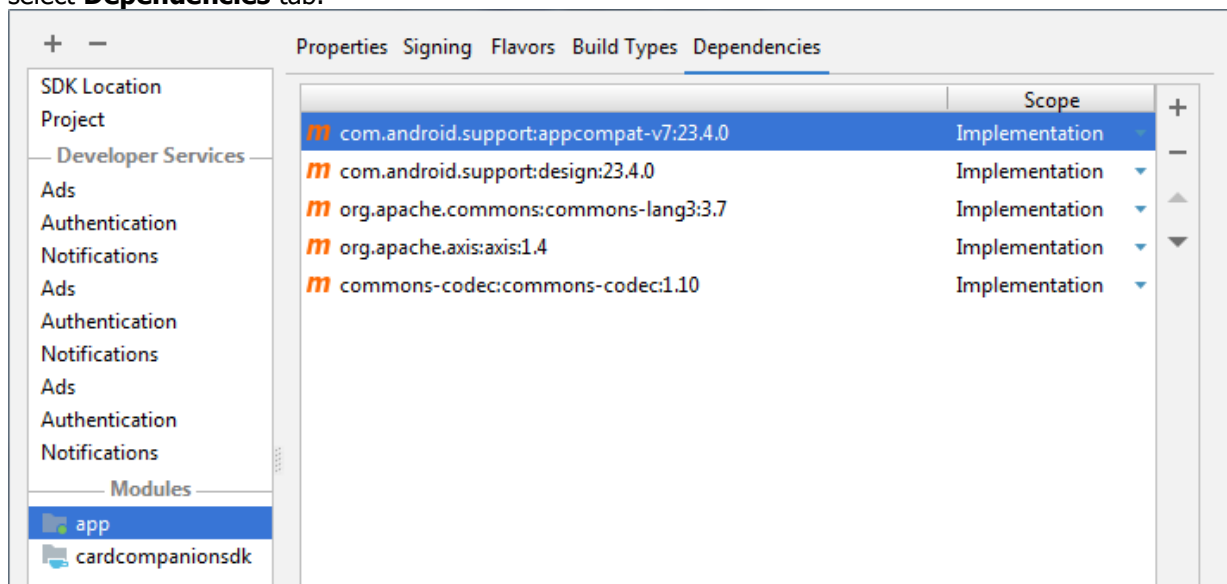 select Dependencies tab.
Properties Signing Flavors Build Types Dependencies
SDK Location
Project
Developer Services
Ads
Authentication
Notifications
Ads
Authentication
Notifications
Ads
Authentication
Notifications
Modules
app
cardcompanionsdk
Scope
m com.android.support:appcompat-v7:23.4.0 Implementation
m com.android.support:design:23.4.0 Implementation
m org.apache.commons:commons-lang3:3.7 Implementation
m org.apache.axis:axis:1.4 Implementation
m commons-codec:commons-codec:1.10 Implementation